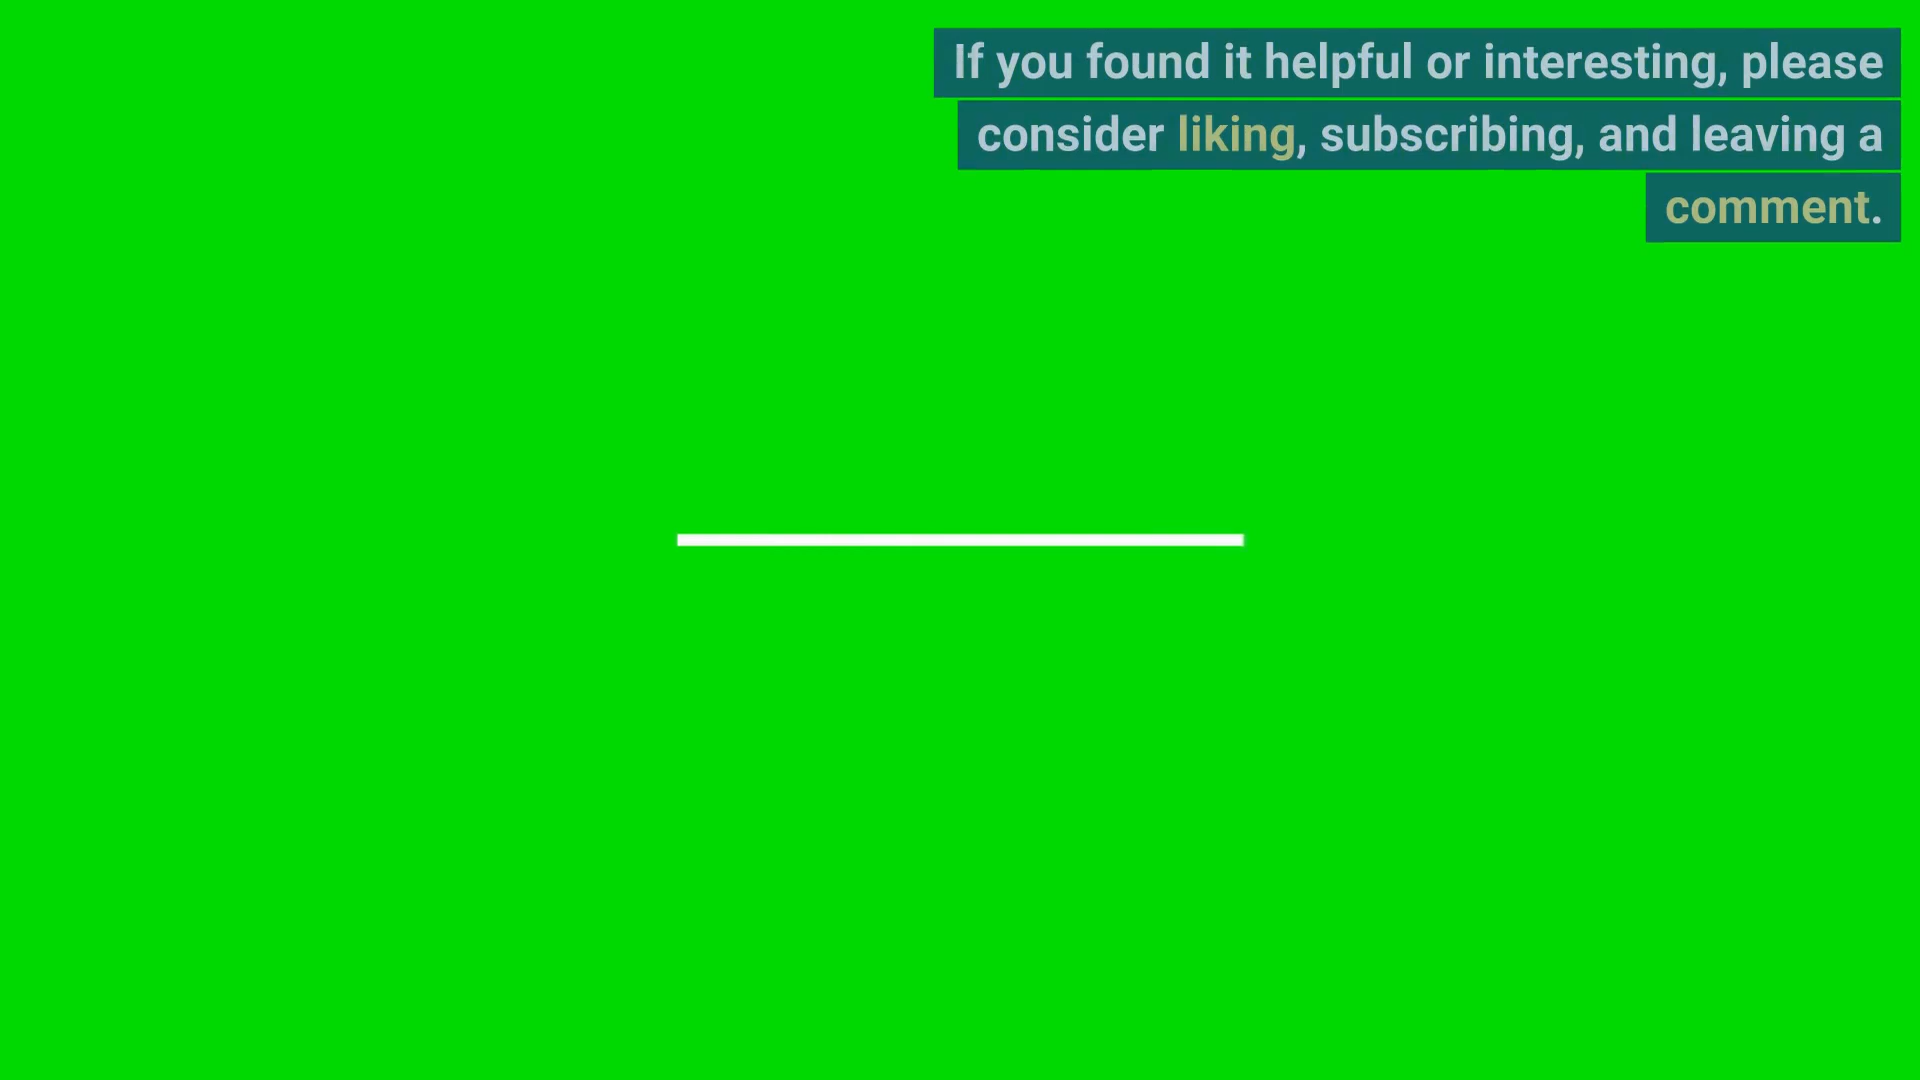 If you found it helpful or interesting, please
consider liking, subscribing, and leaving a
comment.